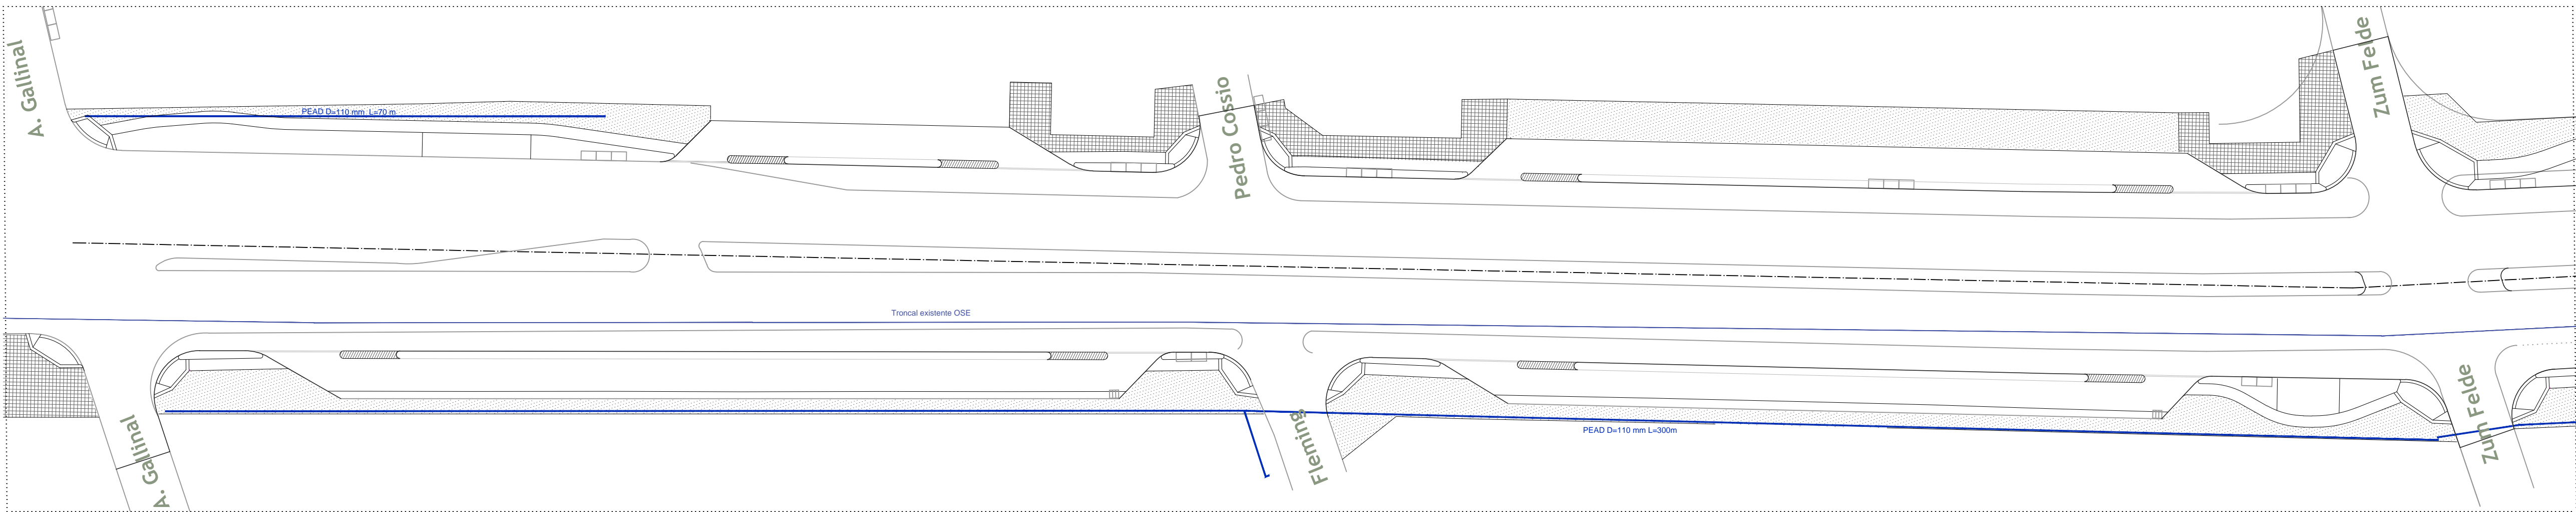 A. Gallinal
PEAD D=110 mm L=70 m
Pedro Cossio
Zum Felde
Troncal existente OSE
A. Gallinal
Fleming
PEAD D=110 mm L=300m
Zum Felde